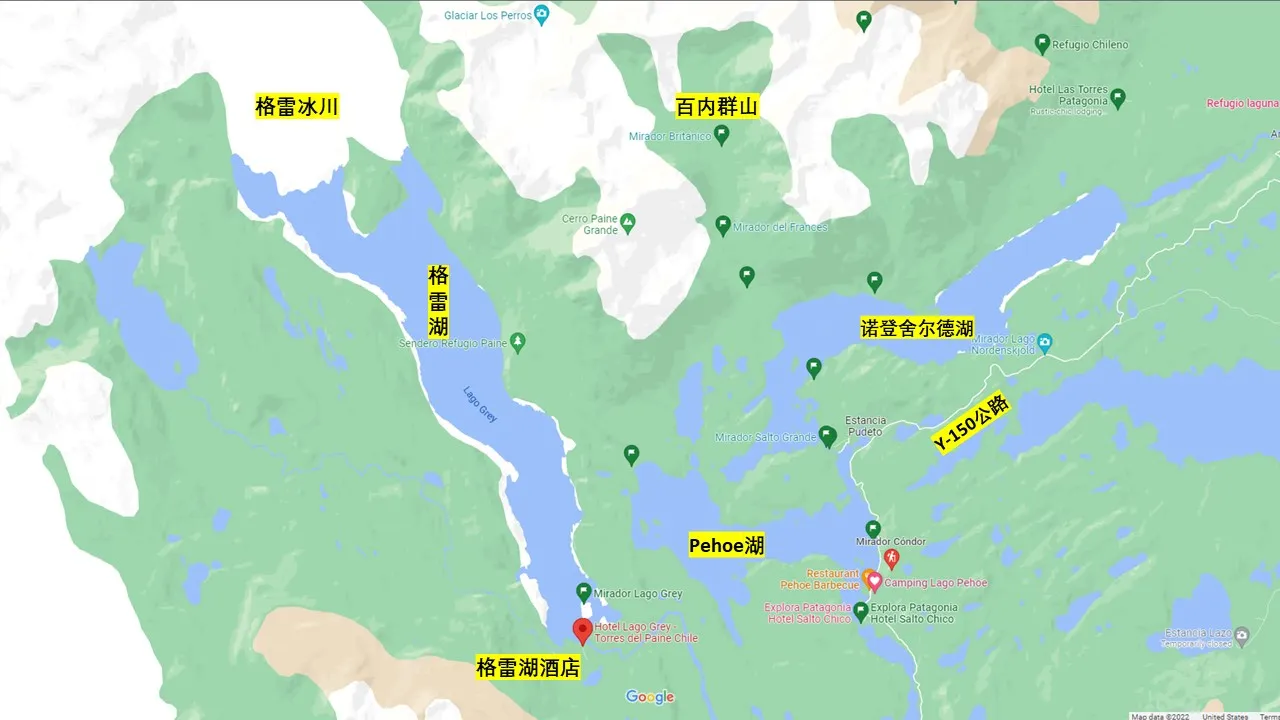 Glaciar Los Perros
Refugio Chileno
格雷冰川
百内群山
Hotel Las Torres
Patagonia
Rustic-chic lodging...
Refugio laguna
Mirador Britanico
Cerro Paine
Grande
Mirador del Frances
格
雷
湖
诺登舍尔德湖
Mirador Lago
Nordenskjold
Sendero Refugio Paine
Lago Grey
Y-150公路
Estancia
Pudeto
Mirador Salto Grande
Pehoe湖
Mirador Cóndor
Restaurant
Pehoe Barbecue
Camping Lago Pehoe
Mirador Lago Grey
Explora Patagonia
Hotel Salto Chico
Explora Patagonia
Hotel Salto Chico
Hotel Lago Grey -
Torres del Paine Chile
Estancia Lazo
Temporarily closed
格雷湖酒店
Google
Map data ©2022 United States Terms